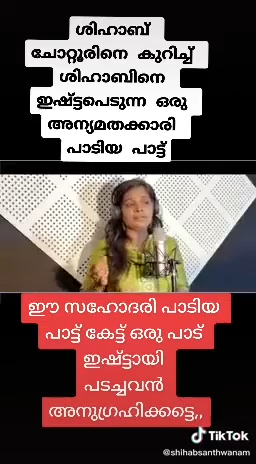 ശിഹാബ്
ചോറ്റൂരിനെ കുറിച്ച്
ശിഹാബിനെ
ഇഷ്ട്ടപെടുന്ന ഒരു
അന്യമതക്കാരി
പാടിയ പാട്ട്
ഈ സഹോദരി പാടിയ
പാട്ട് കേട്ട് ഒരു പാട്
ഇഷ്ട്ടായി
പടച്ചവൻ
അനുഗ്രഹിക്കട്ടെ,,
TikTok
@shihabsanthwanam